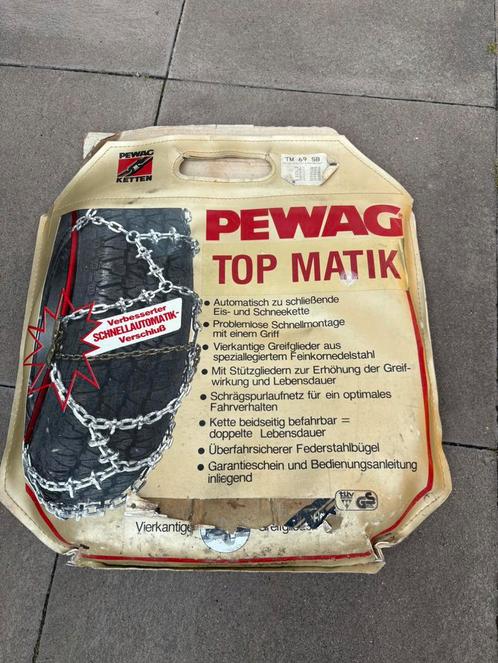 PEWAG
KETTEN
TM 69 SB
PEWAG
TOP MATIK
Verbesserter
SCHNELLAUTOMATIK-
Verschluß
• Automatisch zu schließende
Eis- und Schneekette
• Problemlose Schnellmontage
mit einem Griff
• Vierkantige Greifglieder aus
speziallegiertem Feinkornedelstahl
• Mit Stützgliedern zur Erhöhung der Greif-
wirkung und Lebensdauer
• Schrägspurlaufnetz für ein optimales
Fahrverhalten
• Kette beidseitig befahrbar =
doppelte Lebensdauer
• Überfahrsicherer Federstahlbügel
• Garantieschein und Bedienungsanleitung
inliegend
TÜV
GS
Vierkantige